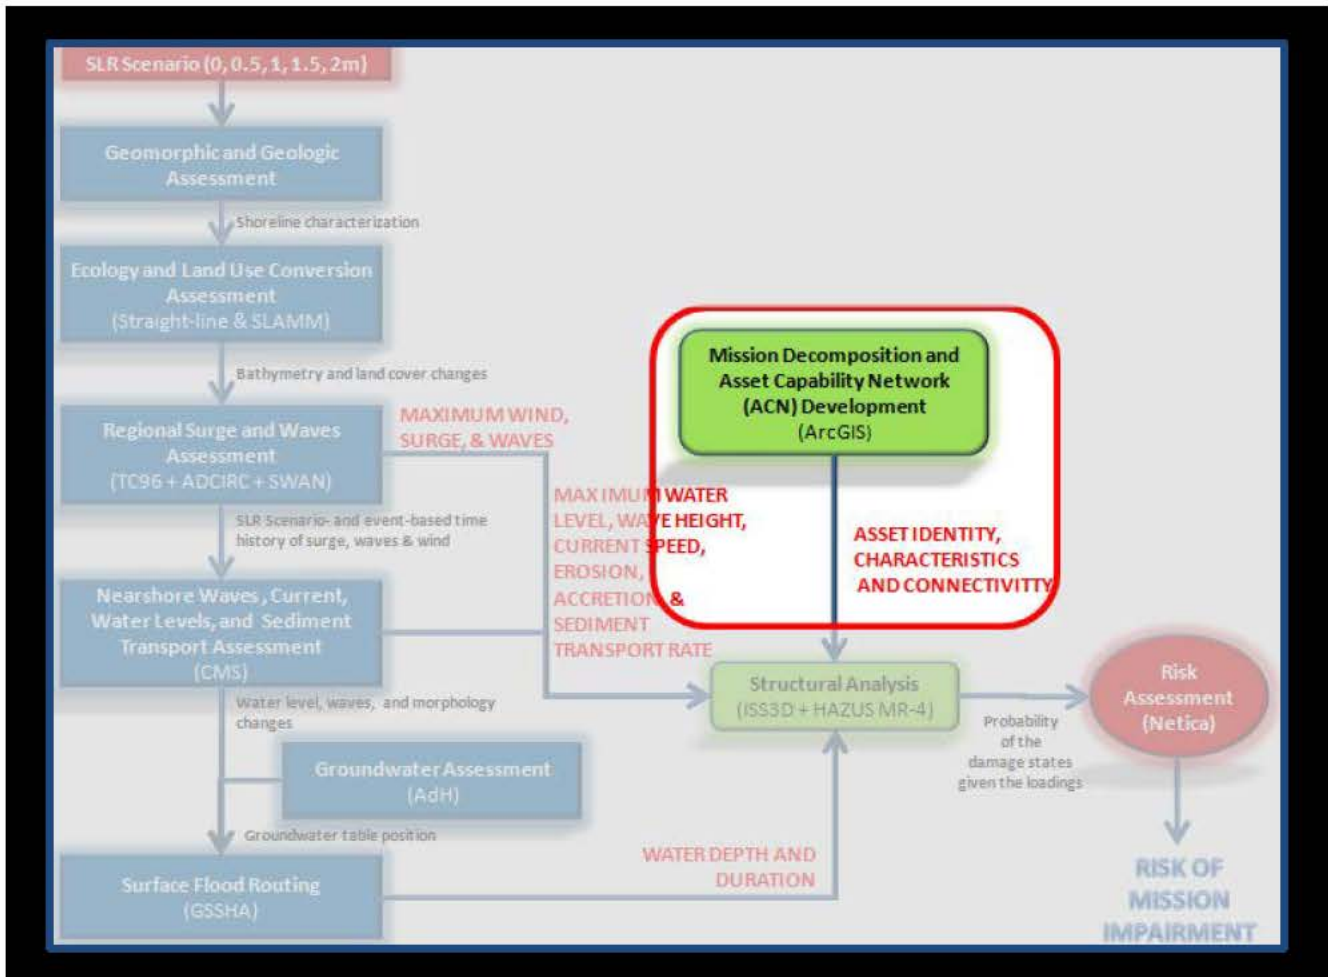 SLR Scenario (0, 0.5, 1, 1.5, 2m)
Geomorphic and Geologic
Assessment
Shoreline characterization
Ecology and Land Use Conversion
Assessment
(Straight-line & SLAMM)
Bathymetry and land cover changes
Regional Surge and Waves
Assessment
(TC96 + ADCIRC + SWAN)
MAXIMUM WIND,
SURGE, & WAVES
SLR Scenario- and event-based time
history of surge, waves & wind
Nearshore Waves, Current,
Water Levels, and Sediment
Transport Assessment
(CMS)
MAXIMUM WATER
LEVEL, WAVE HEIGHT,
CURRENT SPEED,
EROSION,
ACCRETION, &
SEDIMENT
TRANSPORT RATE
Mission Decomposition and
Asset Capability Network
(ACN) Development
(ArcGIS)
ASSET IDENTITY,
CHARACTERISTICS
AND CONNECTIVITTY
Water level, waves, and morphology
changes
Groundwater Assessment
(AdH)
Groundwater table position
Surface Flood Routing
(GSSHA)
WATER DEPTH AND
DURATION
Structural Analysis
(ISS3D + HAZUS MR-4)
Probability
of the
damage states
given the loadings
Risk
Assessment
(Netica)
RISK OF
MISSION
IMPAIRMENT